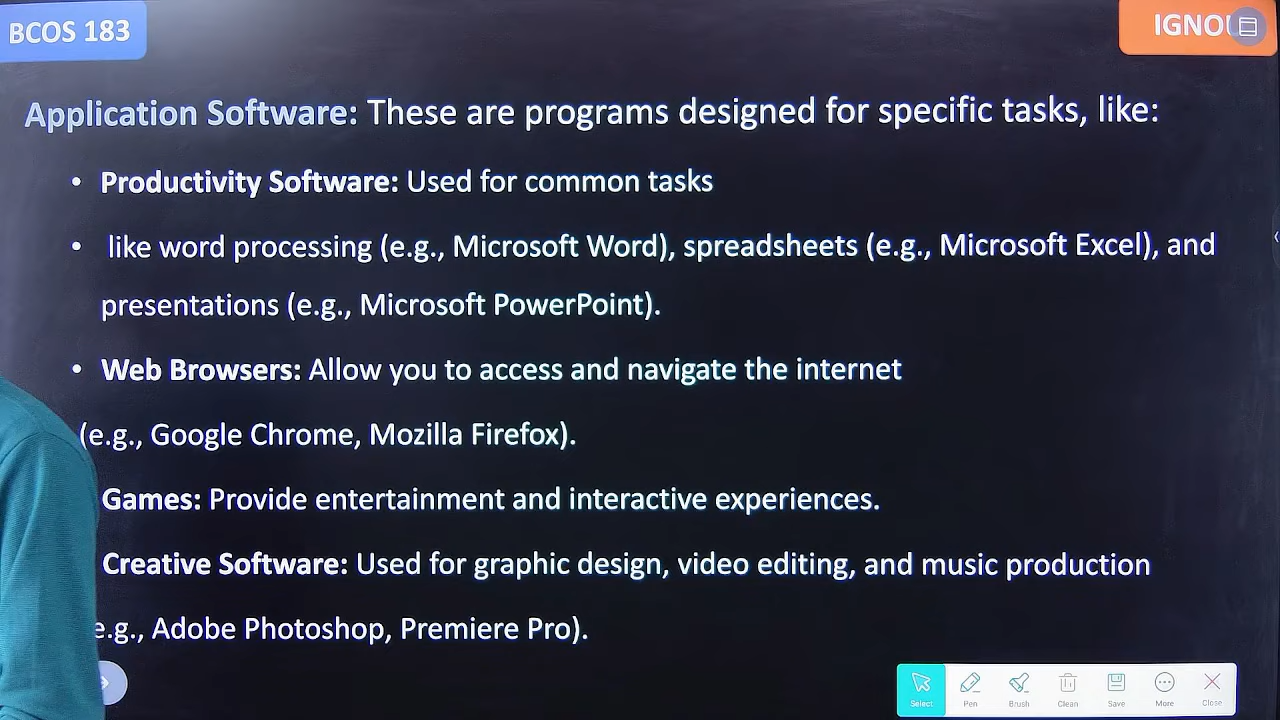 BCOS 183
IGNOU
Application Software: These are programs designed for specific tasks, like:
• Productivity Software: Used for common tasks
• like word processing (e.g., Microsoft Word), spreadsheets (e.g., Microsoft Excel), and
presentations (e.g., Microsoft PowerPoint).
• Web Browsers: Allow you to access and navigate the internet
(e.g., Google Chrome, Mozilla Firefox).
Games: Provide entertainment and interactive experiences.
Creative Software: Used for graphic design, video editing, and music production
e.g., Adobe Photoshop, Premiere Pro).
Select Pen Brush Clean Save More Close